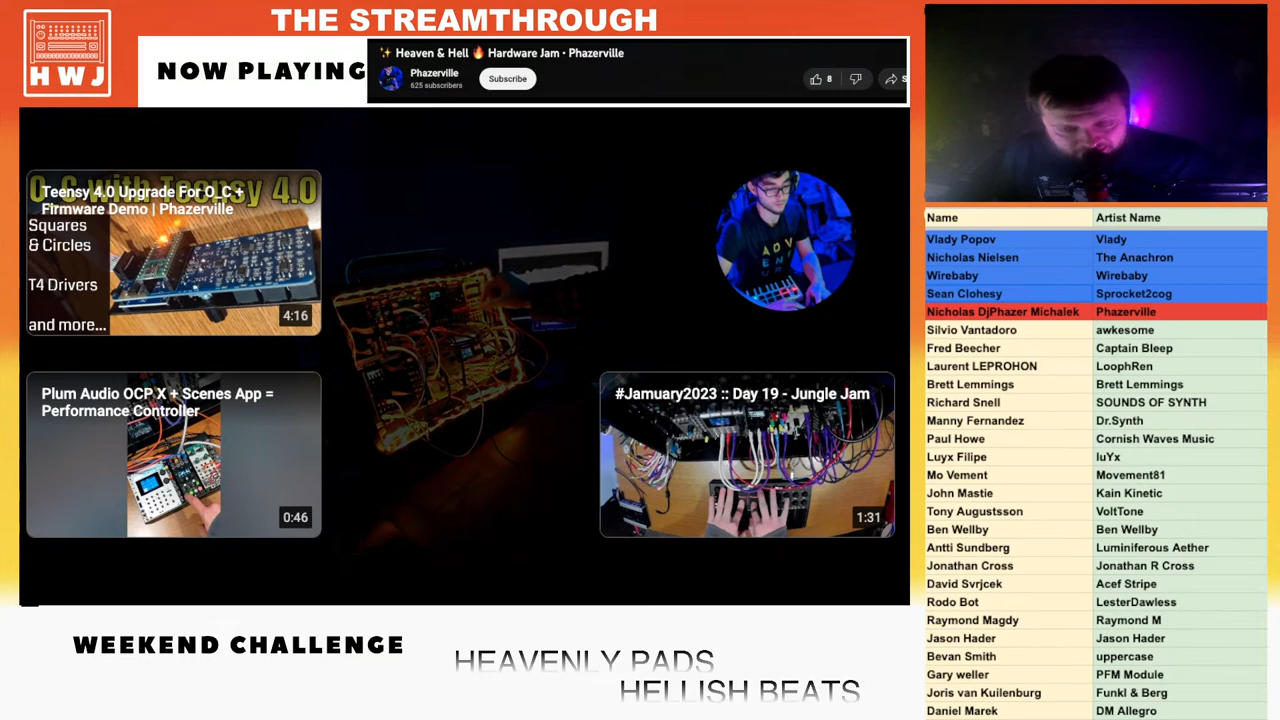 THE STREAMTHROUGH
HWJ
NOW PLAYING
✨ Heaven & Hell 🔥 Hardware Jam • Phazerville
Phazerville
625 subscribers
Subscribe
8
S
O_C with Teensy 4.0
Teensy 4.0 Upgrade For O_C +
Firmware Demo | Phazerville
Squares
& Circles
T4 Drivers
and more...
4:16
ADV
ENT
UR
Plum Audio OCP X + Scenes App =
Performance Controller
0:46
#Jamuary2023 :: Day 19 - Jungle Jam
1:31
WEEKEND CHALLENGE
HEAVENLY PADS
HELLISH BEATS
Name Artist Name
Vlady Popov Vlady
Nicholas Nielsen The Anachron
Wirebaby Wirebaby
Sean Clohesy Sprocket2cog
Nicholas DjPhazer Michalek Phazerville
Silvio Vantadoro awkesome
Fred Beecher Captain Bleep
Laurent LEPROHON LoophRen
Brett Lemmings Brett Lemmings
Richard Snell SOUNDS OF SYNTH
Manny Fernandez Dr.Synth
Paul Howe Cornish Waves Music
Luyx Filipe luYx
Mo Vement Movement81
John Mastie Kain Kinetic
Tony Augustsson VoltTone
Ben Wellby Ben Wellby
Antti Sundberg Luminiferous Aether
Jonathan Cross Jonathan R Cross
David Svrjcek Acef Stripe
Rodo Bot LesterDawless
Raymond Magdy Raymond M
Jason Hader Jason Hader
Bevan Smith uppercase
Gary weller PFM Module
Joris van Kuilenburg Funkl & Berg
Daniel Marek DM Allegro